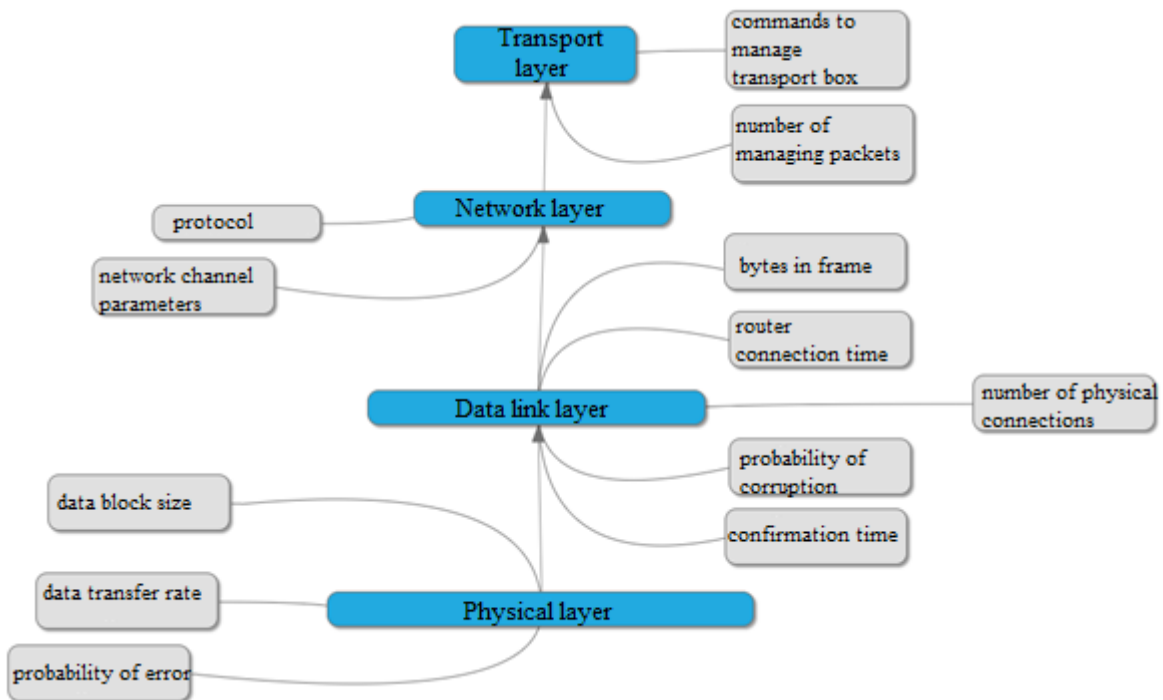 Transport
layer
commands to
manage
transport box
number of
managing packets
Network layer
protocol
network channel
parameters
bytes in frame
router
connection time
Data link layer
number of physical
connections
probability of
corruption
data block size
confirmation time
data transfer rate
Physical layer
probability of error